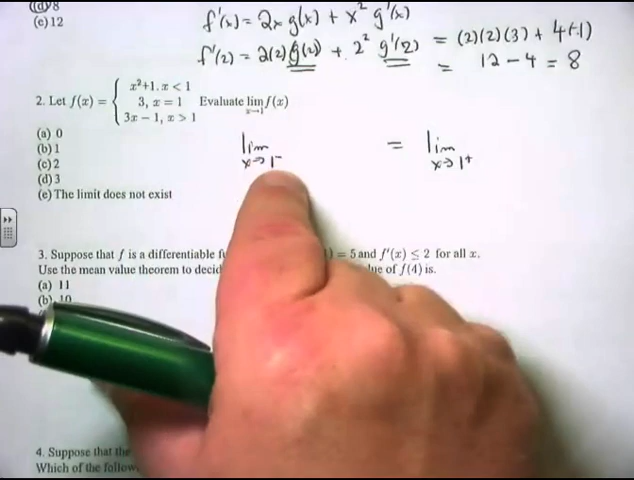 (d) 8
f'(x) = 2x g(x) + x² g'(x)
(e) 12
f'(2) = 2(2) g(2) + 2² g'(2) = (2)(2)(3) + 4(-1)
= 12 - 4 = 8
2. Let f(x) = { x²+1, x < 1
3, x = 1 Evaluate lim x→1 f(x)
3x − 1, x > 1
(a) 0
(b) 1
(c) 2
(d) 3
(e) The limit does not exist
lim x→1⁻ = lim x→1⁺
3. Suppose that f is a differentiable = 5 and f'(x) ≤ 2 for all x.
Use the mean value theorem to of f(4) is.
(a) 11
(b) 10
4. Suppose that the
Which of the